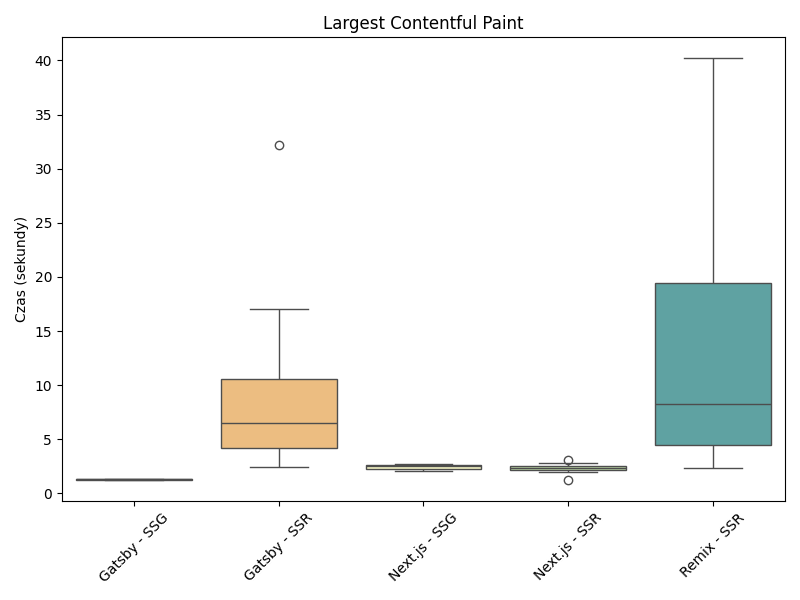 Largest Contentful Paint
Czas (sekundy)
40
35
30
25
20
15
10
5
0
Gatsby - SSG
Gatsby - SSR
Next.js - SSG
Next.js - SSR
Remix - SSR